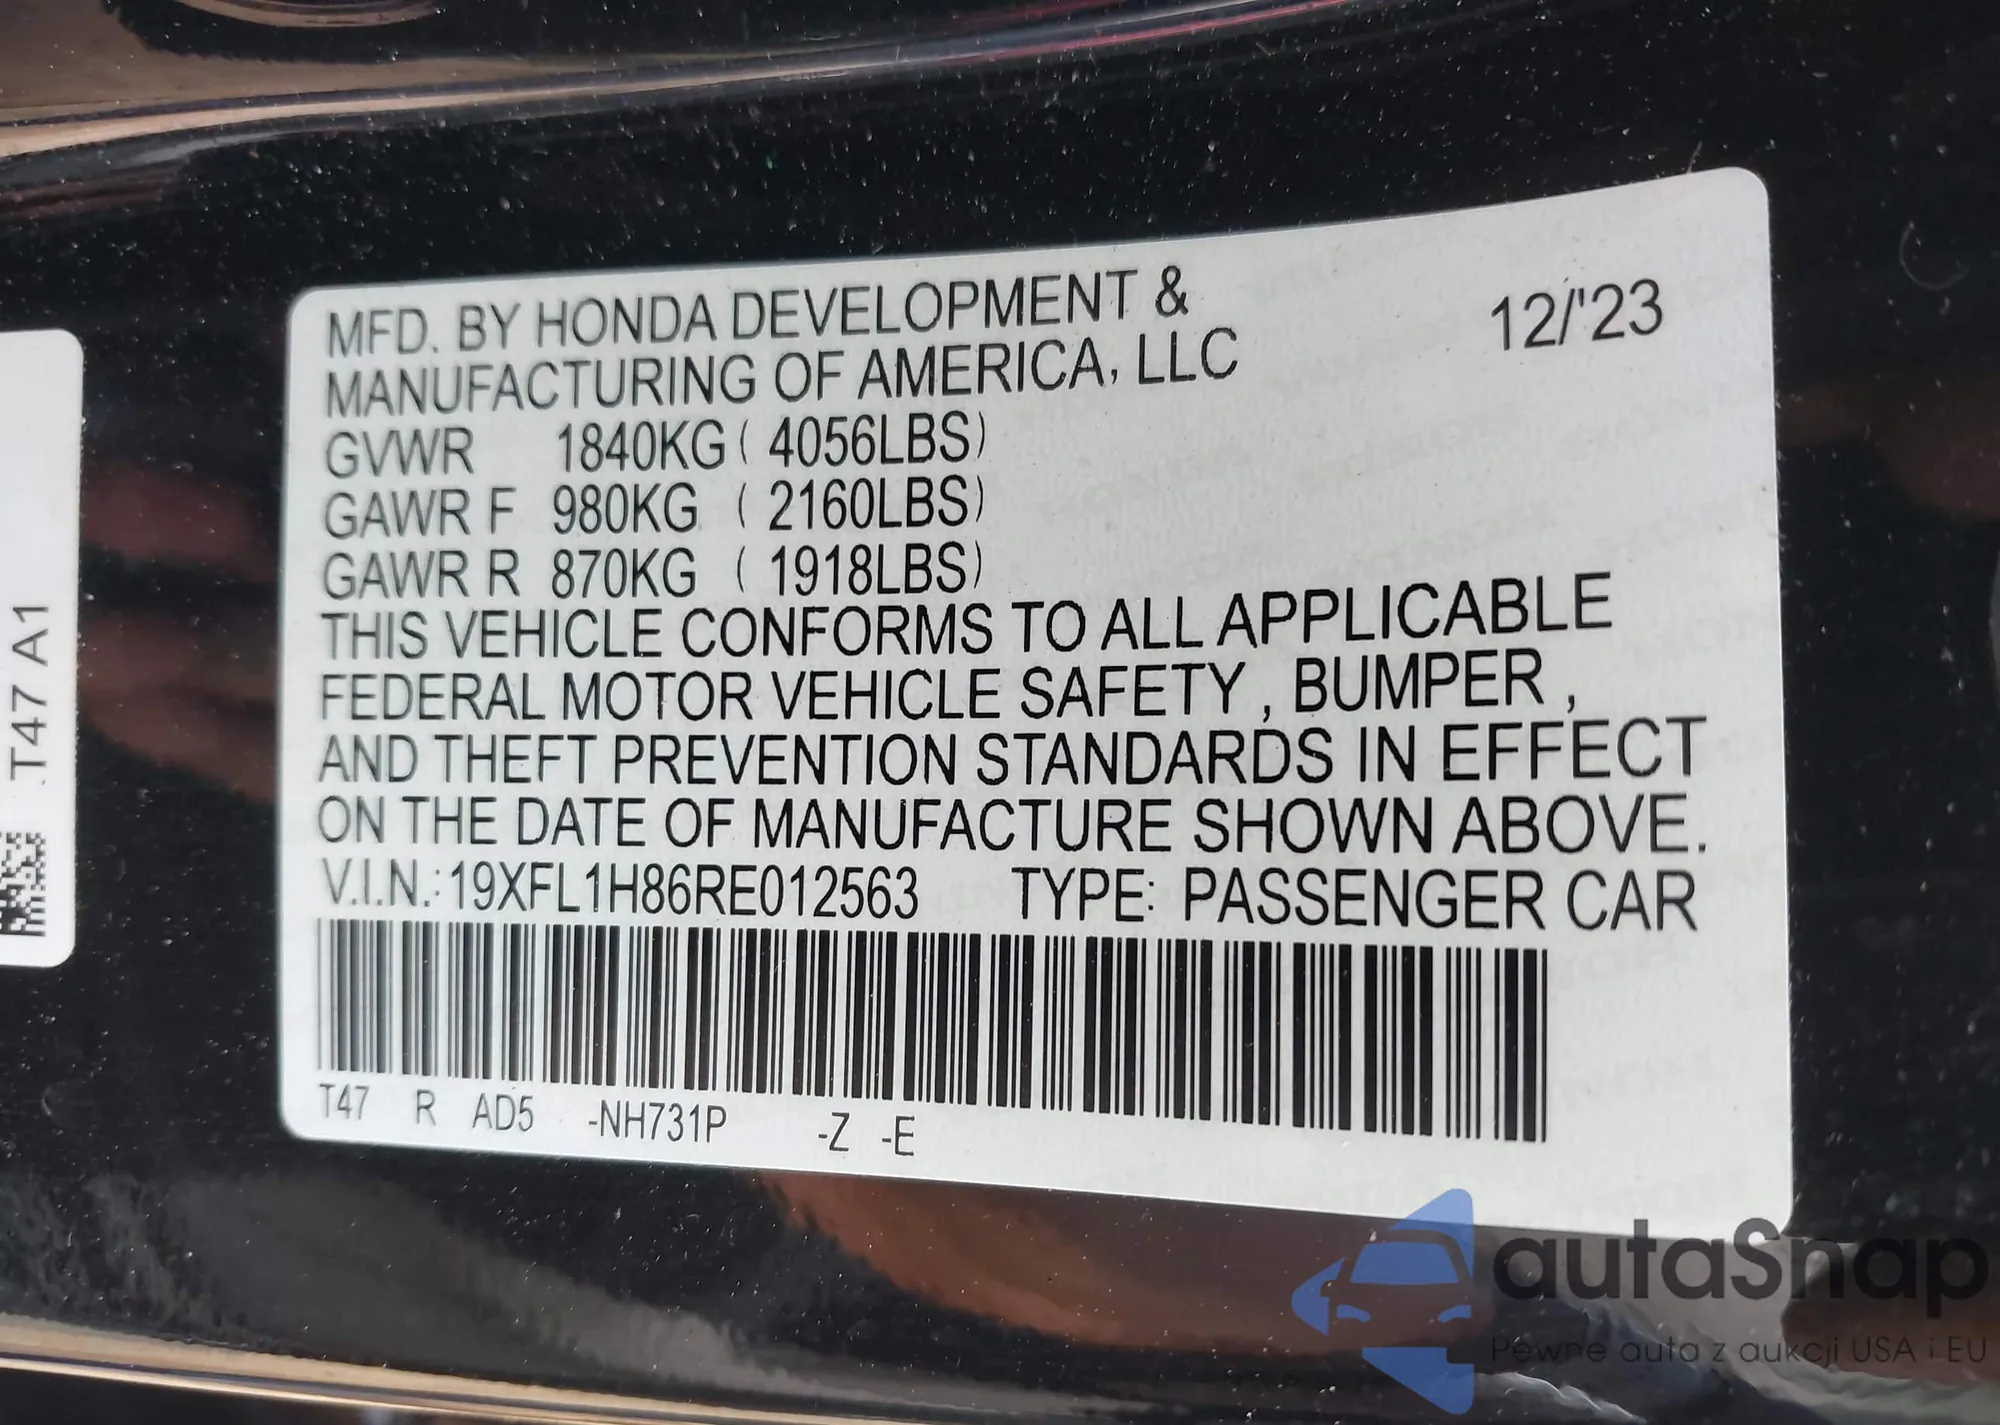 MFD. BY HONDA DEVELOPMENT &
MANUFACTURING OF AMERICA, LLC
12/'23
GVWR 1840KG ( 4056LBS)
GAWR F 980KG ( 2160LBS)
GAWR R 870KG ( 1918LBS)
THIS VEHICLE CONFORMS TO ALL APPLICABLE
FEDERAL MOTOR VEHICLE SAFETY , BUMPER ,
AND THEFT PREVENTION STANDARDS IN EFFECT
ON THE DATE OF MANUFACTURE SHOWN ABOVE.
V.I.N.:19XFL1H86RE012563 TYPE: PASSENGER CAR
T47 R AD5 -NH731P -Z -E
T47 A1
autaSnap
Pewne auta z aukcji USA i EU